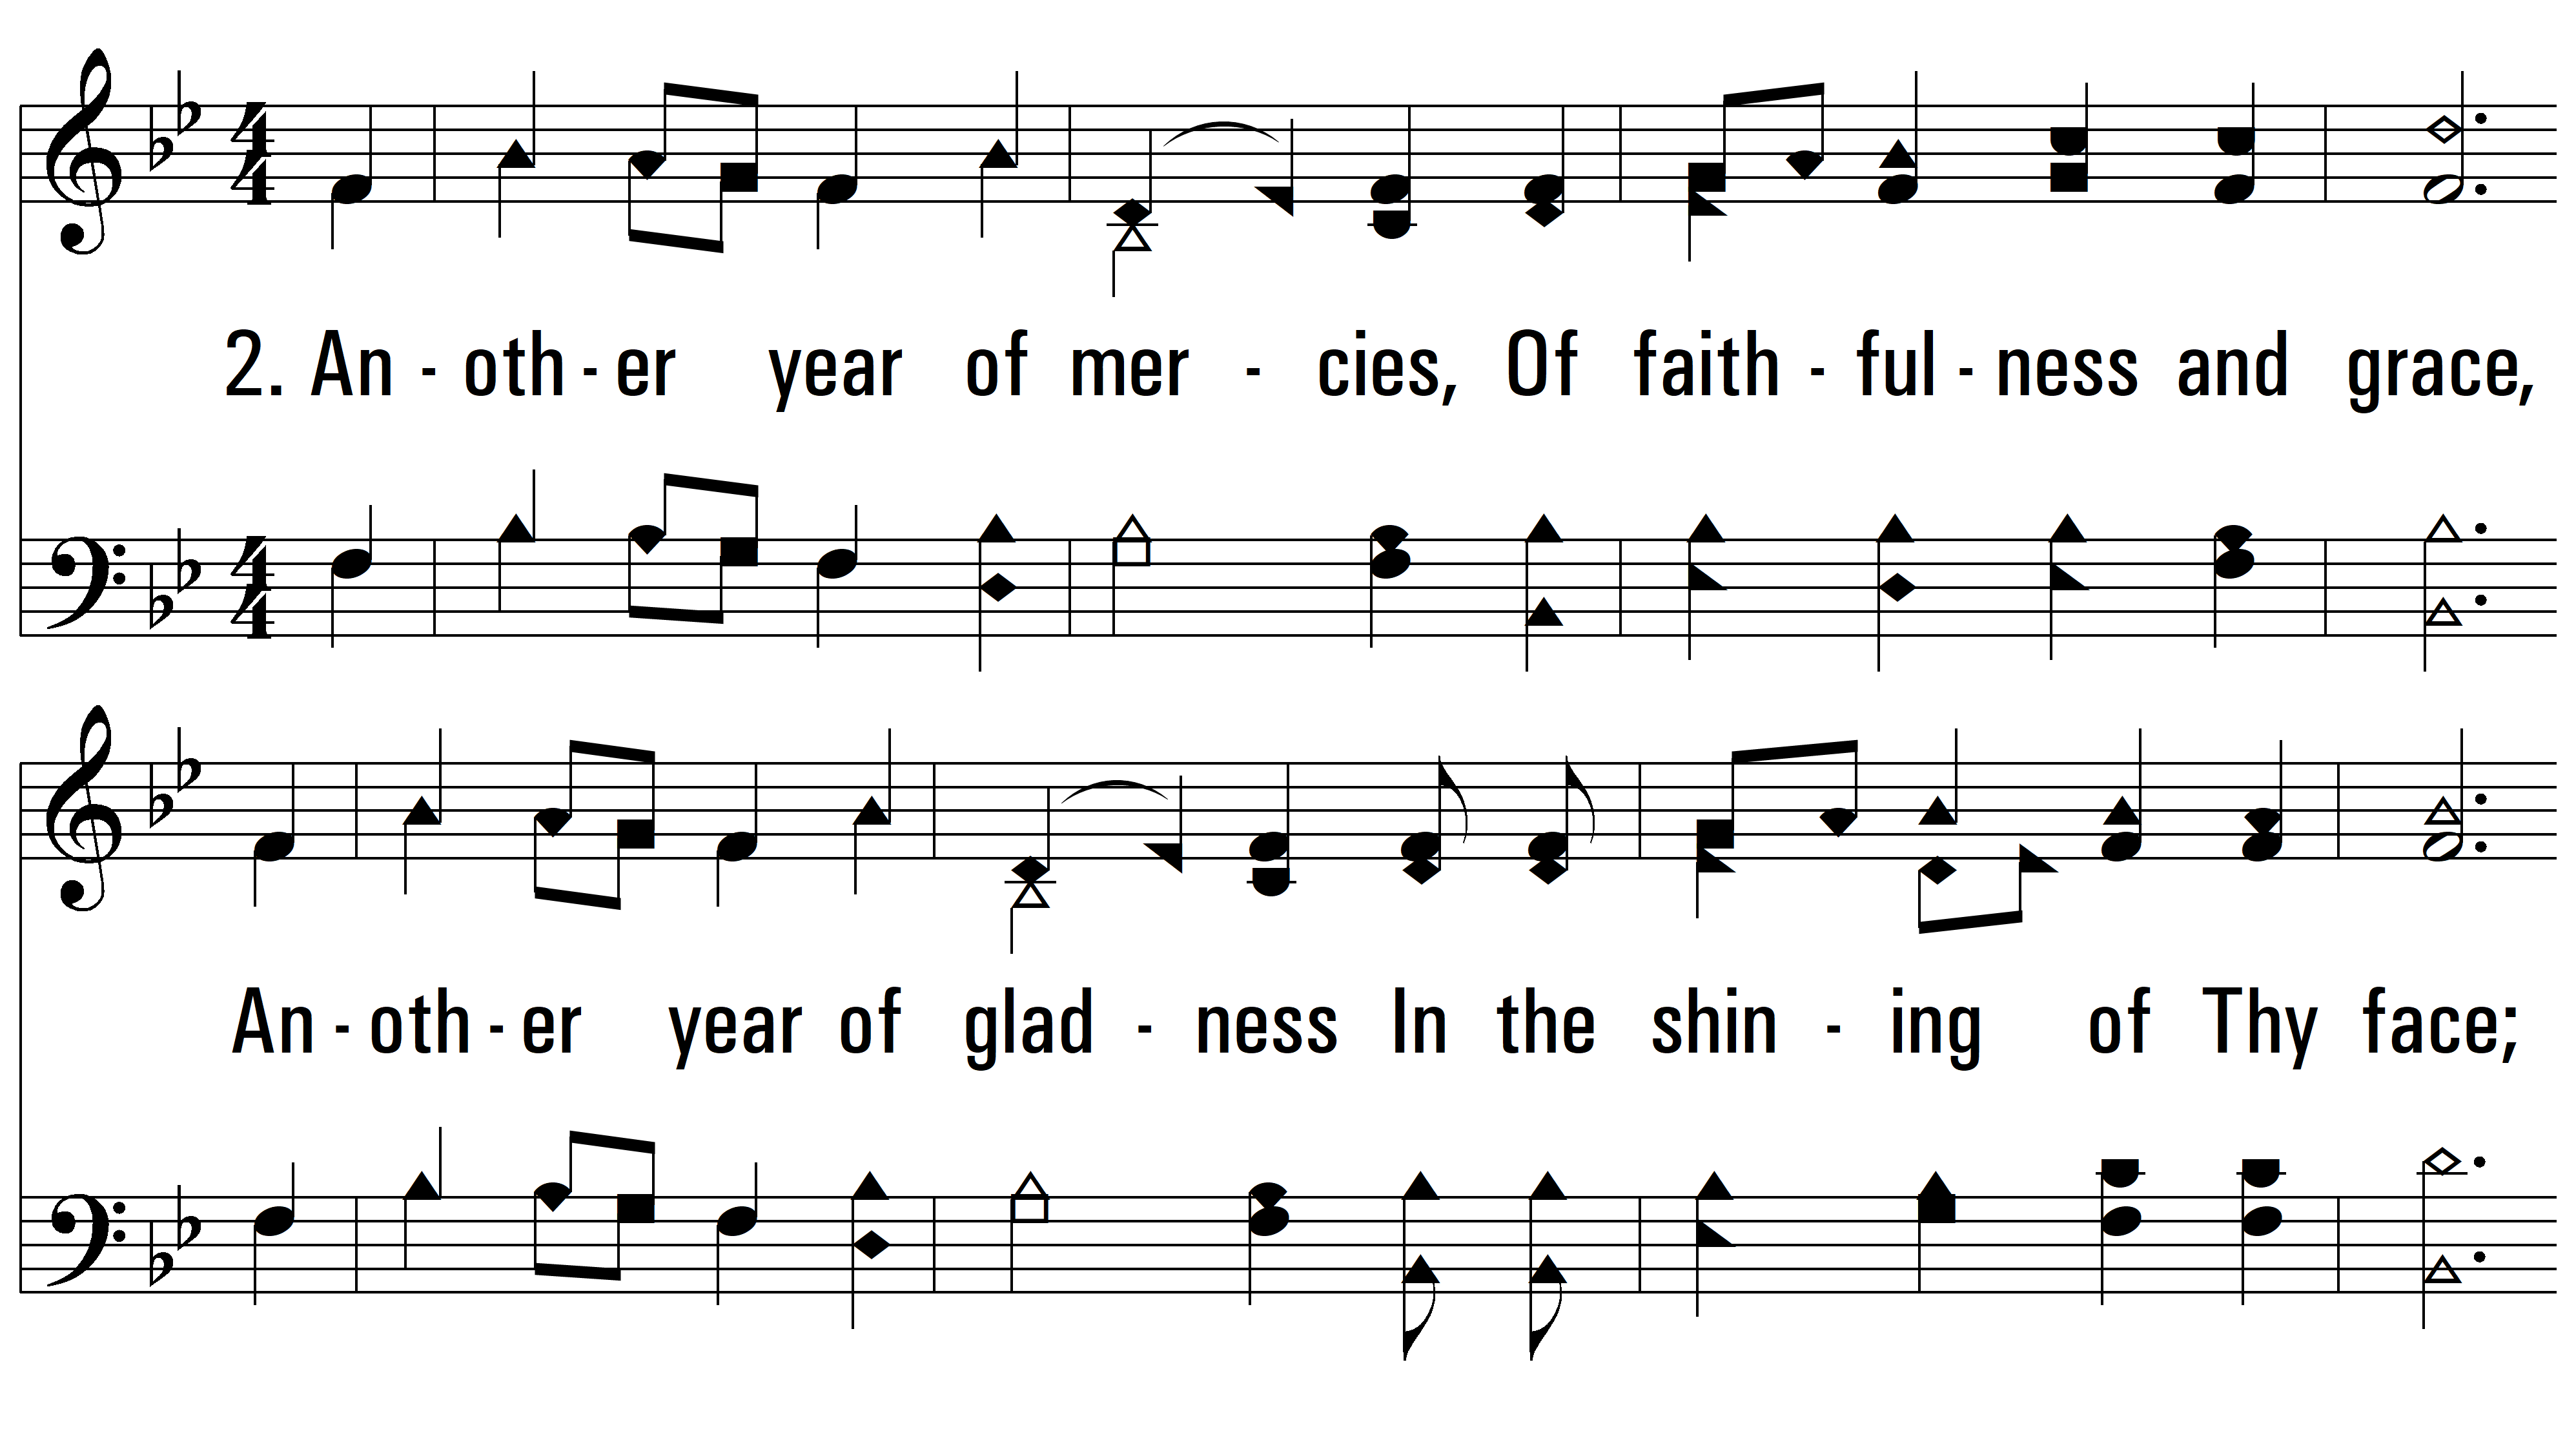 2. An - oth - er year of mer - cies, Of faith - ful - ness and grace,
An - oth - er year of glad - ness In the shin - ing of Thy face;